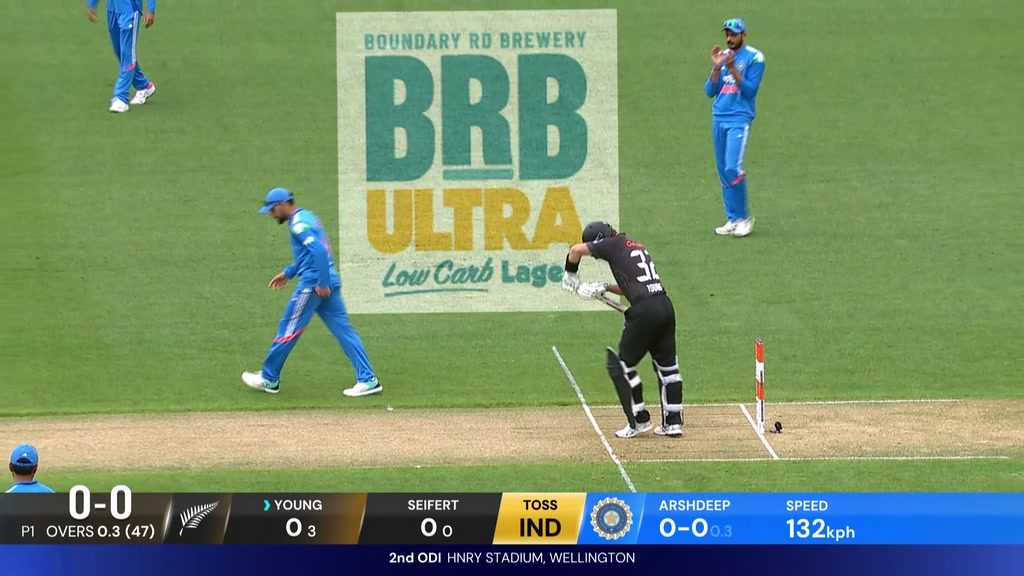 BOUNDARY RD BREWERY
BRB
ULTRA
Low Carb Lage
32
YOUNG
0-0
P1 OVERS 0.3 (47)
YOUNG
0 3
SEIFERT
0 0
TOSS
IND
ARSHDEEP
0-0 0.3
SPEED
132kph
2nd ODI HNRY STADIUM, WELLINGTON